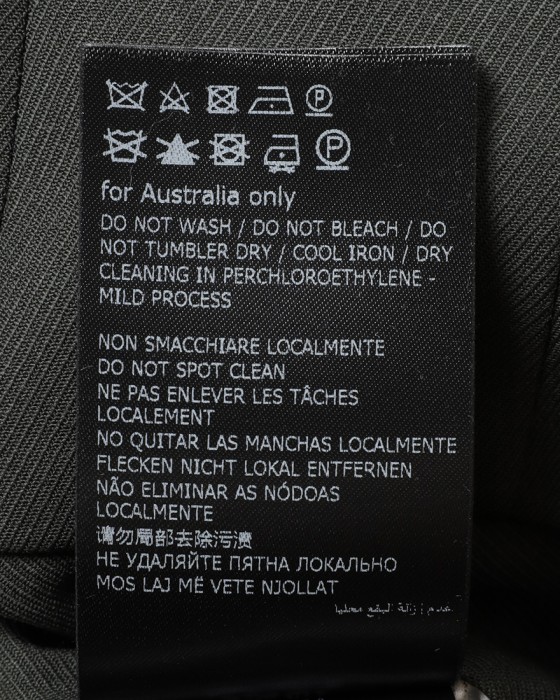 P
P
for Australia only
DO NOT WASH / DO NOT BLEACH / DO
NOT TUMBLER DRY / COOL IRON / DRY
CLEANING IN PERCHLOROETHYLENE -
MILD PROCESS
NON SMACCHIARE LOCALMENTE
DO NOT SPOT CLEAN
NE PAS ENLEVER LES TÂCHES
LOCALEMENT
NO QUITAR LAS MANCHAS LOCALMENTE
FLECKEN NICHT LOKAL ENTFERNEN
NÃO ELIMINAR AS NÓDOAS
LOCALMENTE
请勿局部去除污渍
НЕ УДАЛЯЙТЕ ПЯТНА ЛОКАЛЬНО
MOS LAJ MË VETE NJOLLAT